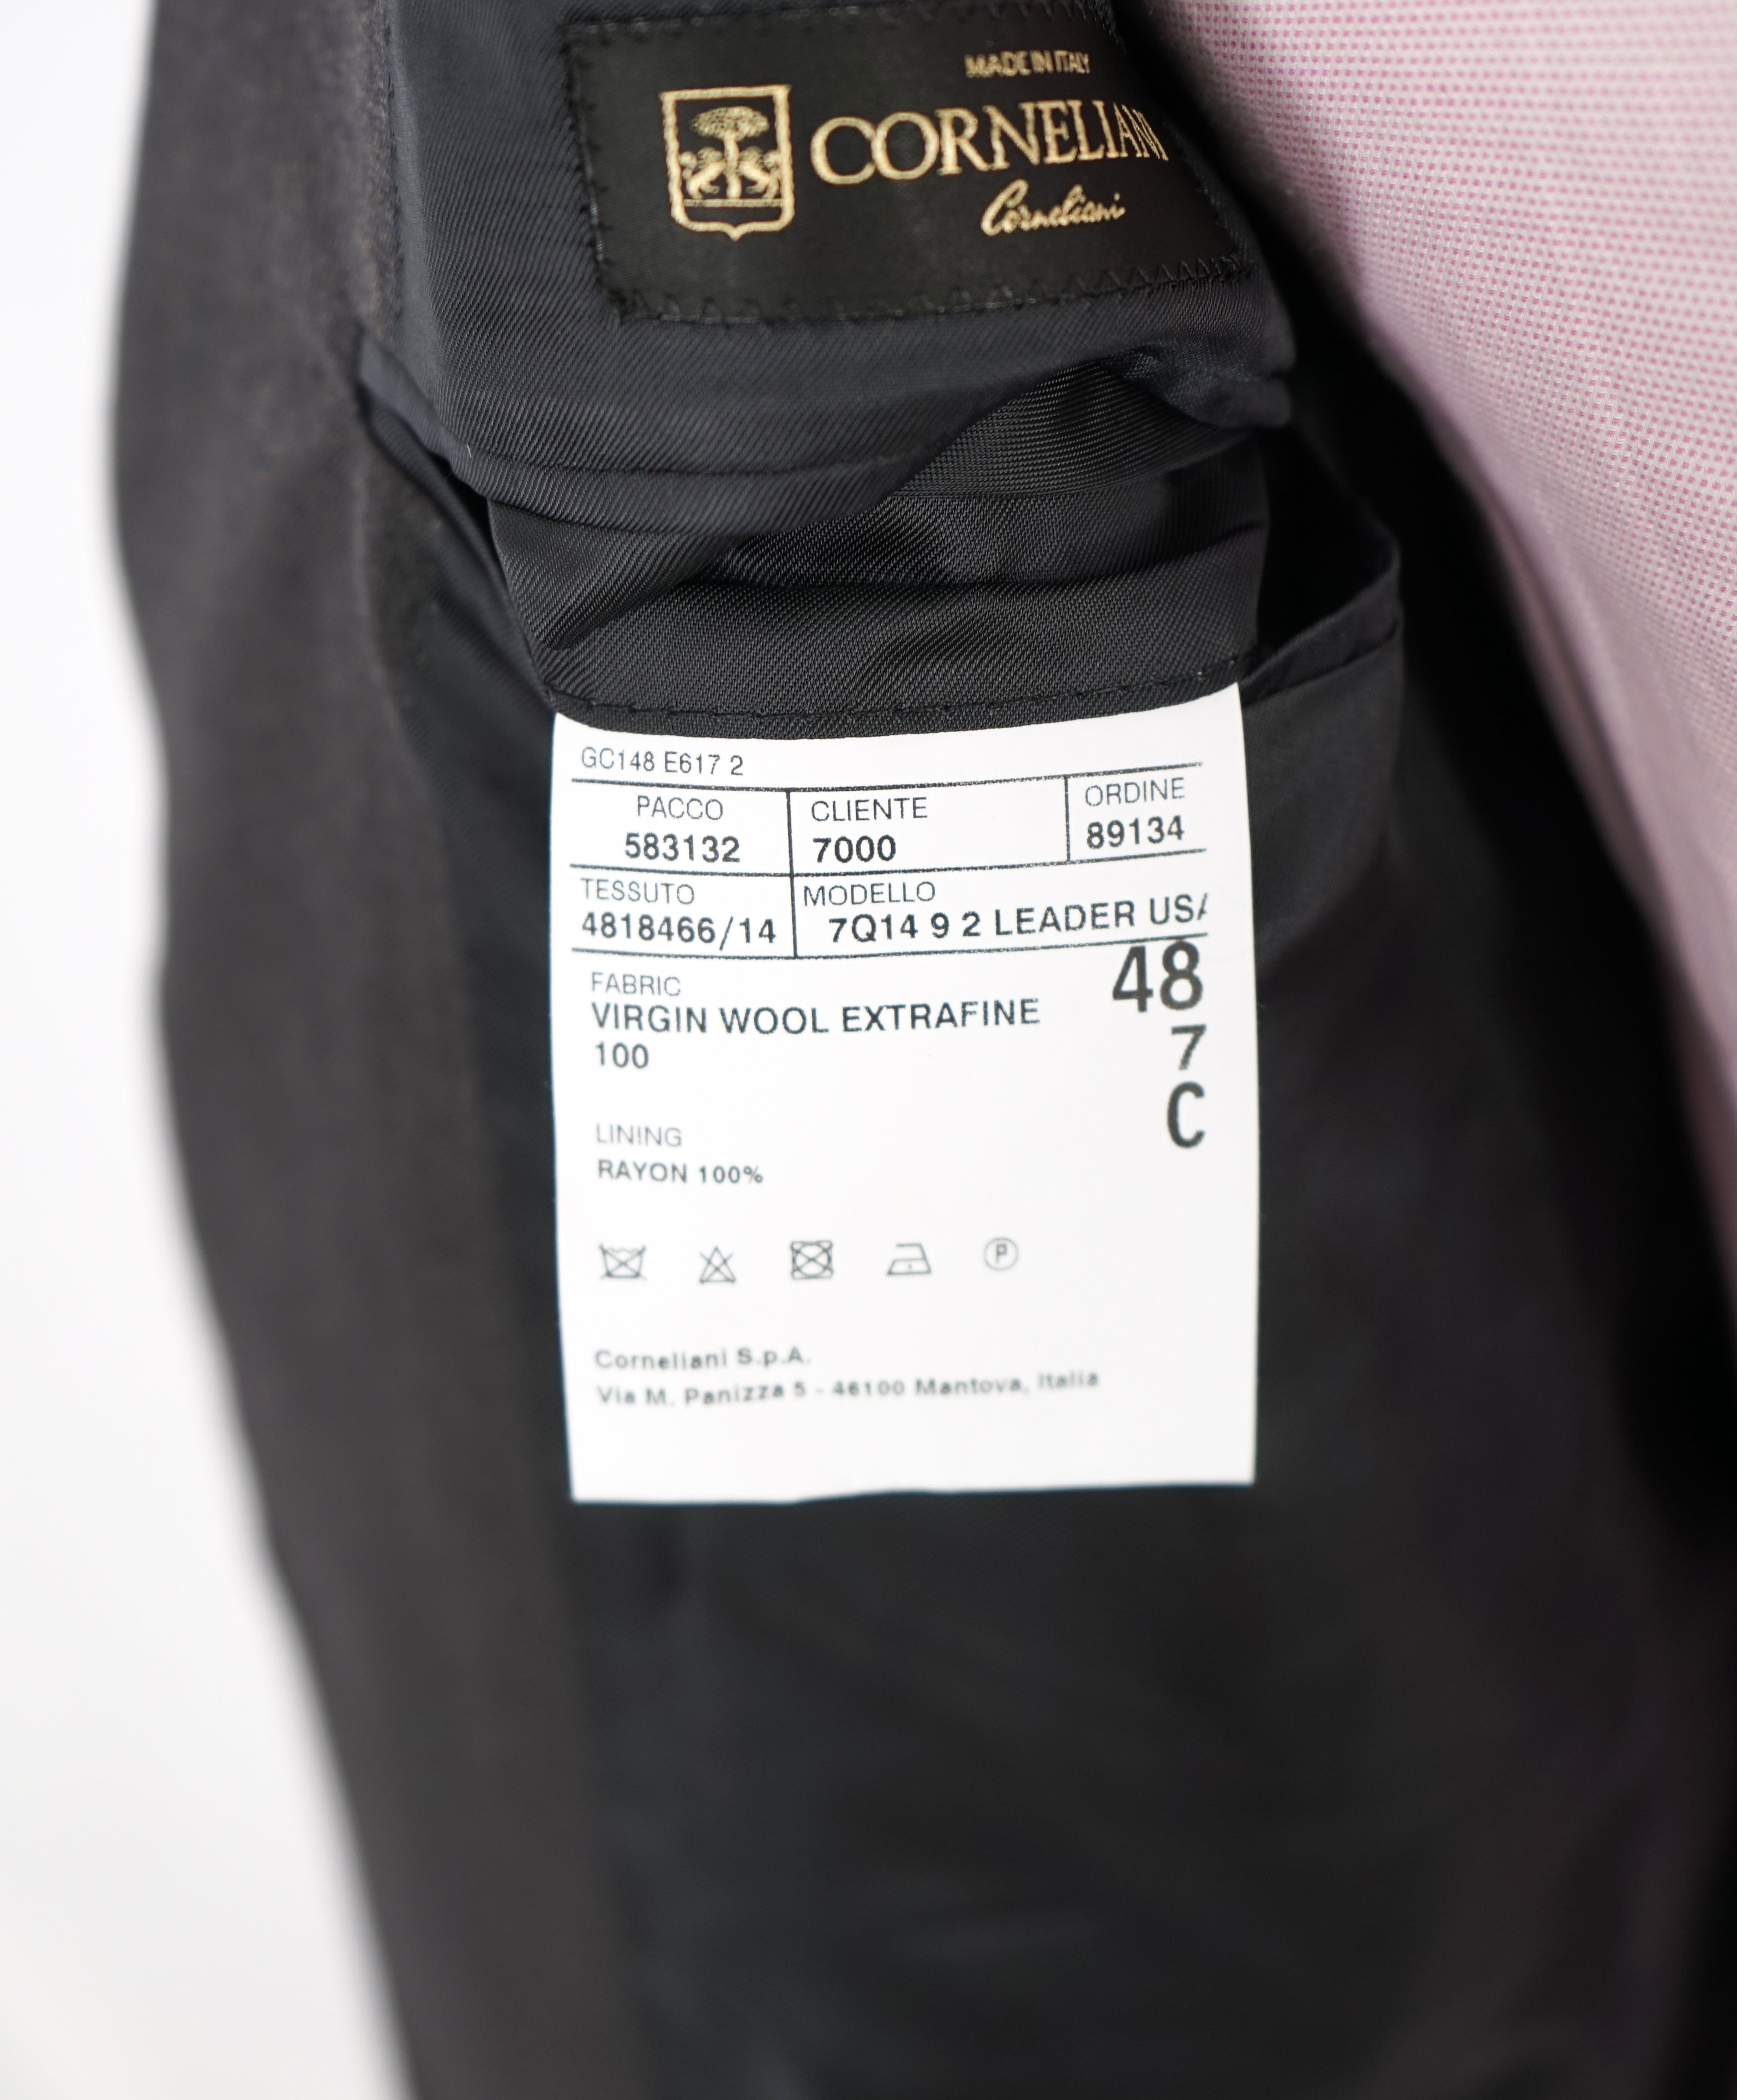 MADE IN ITALY
CORNELIANI
Corneliani
GC148 E617 2
PACCO CLIENTE ORDINE
583132 7000 89134
TESSUTO MODELLO
4818466/14 7Q14 9 2 LEADER USA
48
FABRIC
VIRGIN WOOL EXTRAFINE
100
7
C
LINING
RAYON 100%
P
Corneliani S.p.A.
Via M. Panizza 5 - 46100 Mantova, Italia